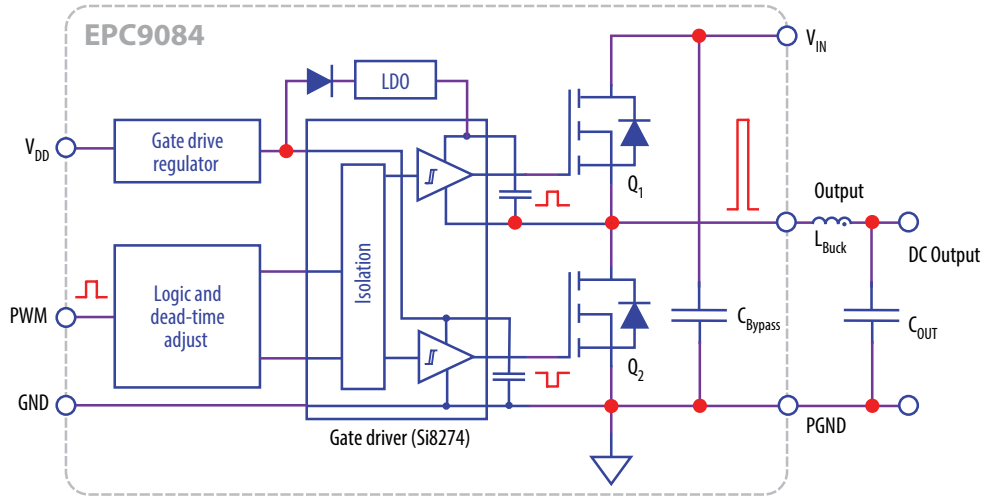 EPC9084
V_IN
LDO
V_DD
Gate drive
regulator
Q_1
Output
L_Buck
DC Output
Isolation
PWM
Logic and
dead-time
adjust
C_Bypass
C_OUT
Q_2
GND
PGND
Gate driver (Si8274)